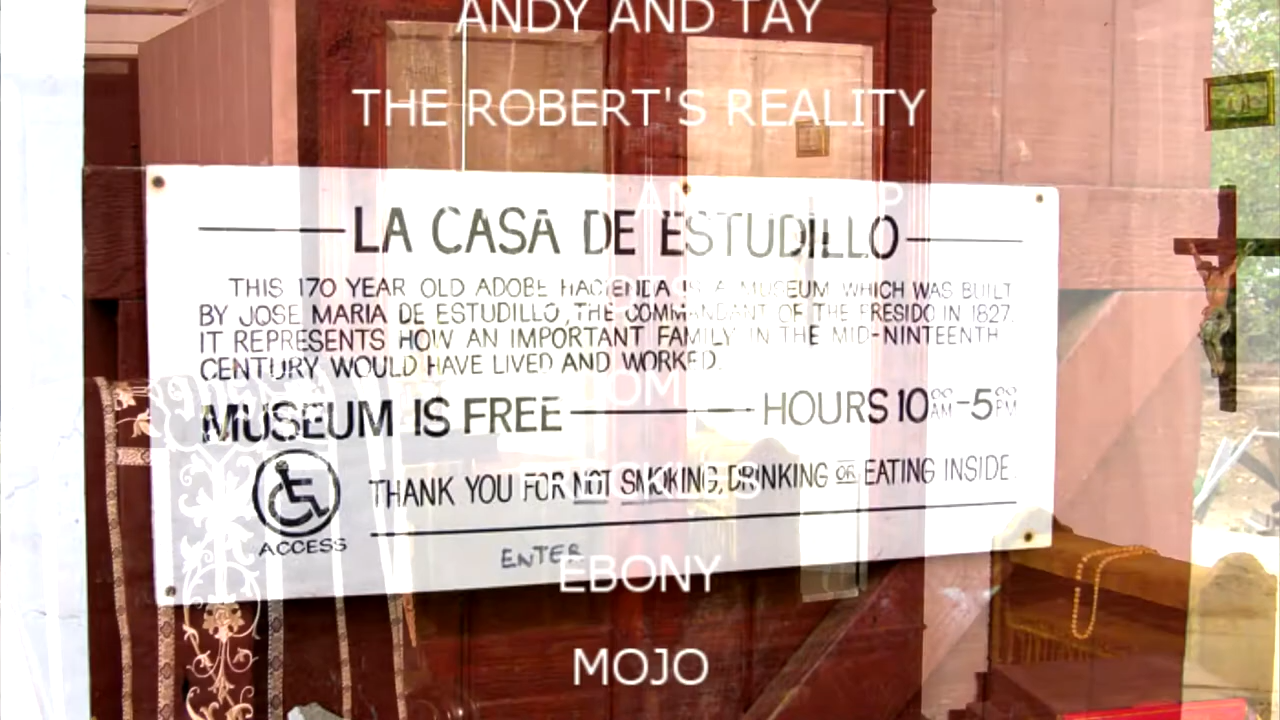 ANDY AND TAY
THE ROBERT'S REALITY
LA CASA DE ESTUDILLO
THIS 170 YEAR OLD ADOBE HACIENDA IS A MUSEUM WHICH WAS BUILT
BY JOSE MARIA DE ESTUDILLO, THE COMMANDANT OF THE PRESIDO IN 1827.
IT REPRESENTS HOW AN IMPORTANT FAMILY IN THE MID-NINTEENTH
CENTURY WOULD HAVE LIVED AND WORKED.
MUSEUM IS FREE HOURS 10 00 AM - 5 00 PM
THANK YOU FOR NOT SMOKING, DRINKING OR EATING INSIDE.
ACCESS
ENTER
EBONY
MOJO